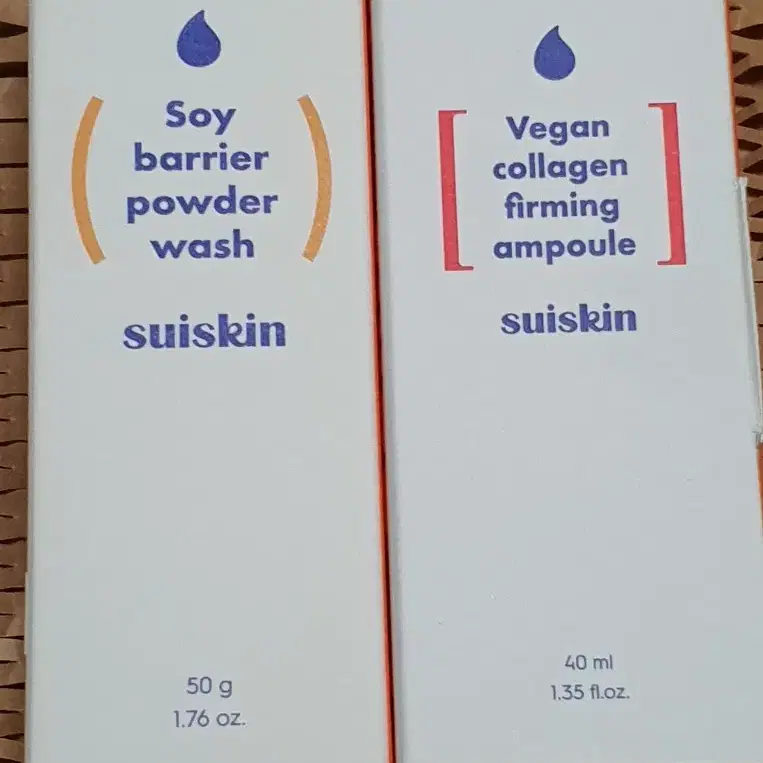 Soy
barrier
powder
wash
suiskin
50 g
1.76 oz.
Vegan
collagen
firming
ampoule
suiskin
40 ml
1.35 fl.oz.